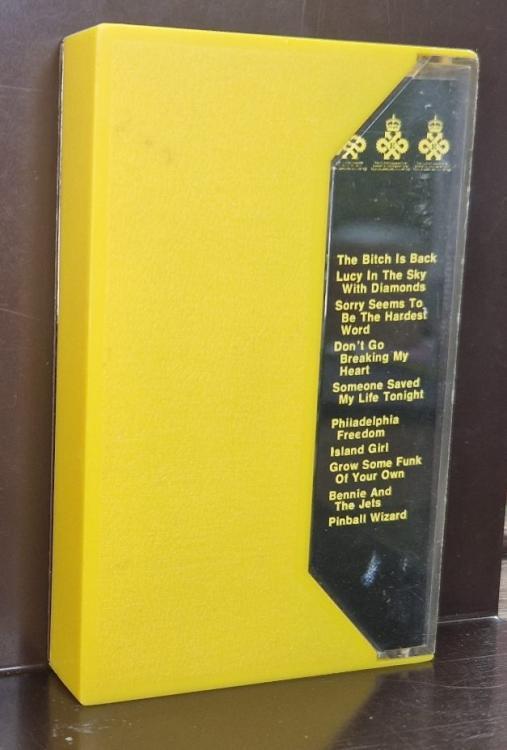 The Bitch Is Back
Lucy In The Sky
With Diamonds
Sorry Seems To
Be The Hardest
Word
Don't Go
Breaking My
Heart
Someone Saved
My Life Tonight
Philadelphia
Freedom
Island Girl
Grow Some Funk
Of Your Own
Bennie And
The Jets
Pinball Wizard